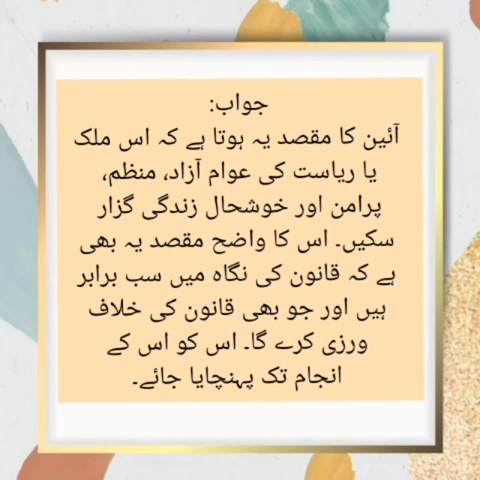 جواب:
آئین کا مقصد یہ ہوتا ہے کہ اس ملک
یا ریاست کی عوام آزاد، منظم،
پرامن اور خوشحال زندگی گزار
سکیں۔ اس کا واضح مقصد یہ بھی
ہے کہ قانون کی نگاہ میں سب برابر
ہیں اور جو بھی قانون کی خلاف
ورزی کرے گا۔ اس کو اس کے
انجام تک پہنچایا جائے۔